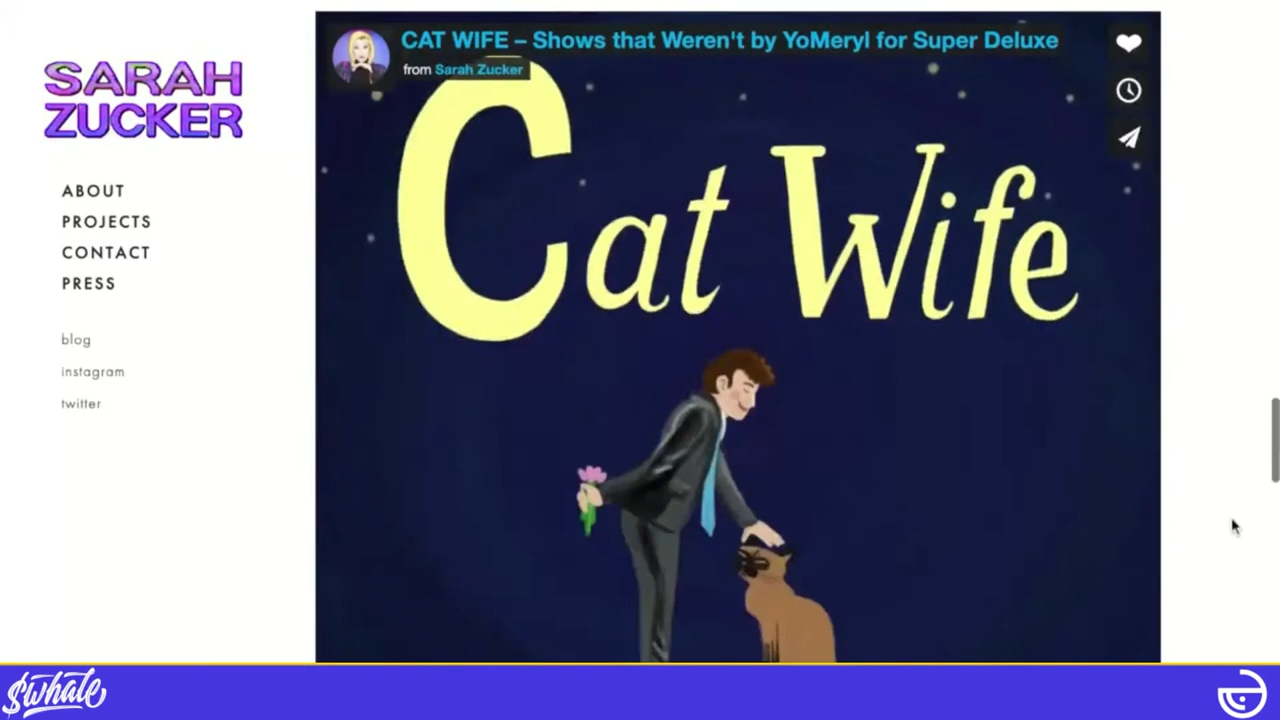 SARAH
ZUCKER
ABOUT
PROJECTS
CONTACT
PRESS
blog
instagram
twitter
CAT WIFE – Shows that Weren't by YoMeryl for Super Deluxe
from Sarah Zucker
Cat Wife
$whale